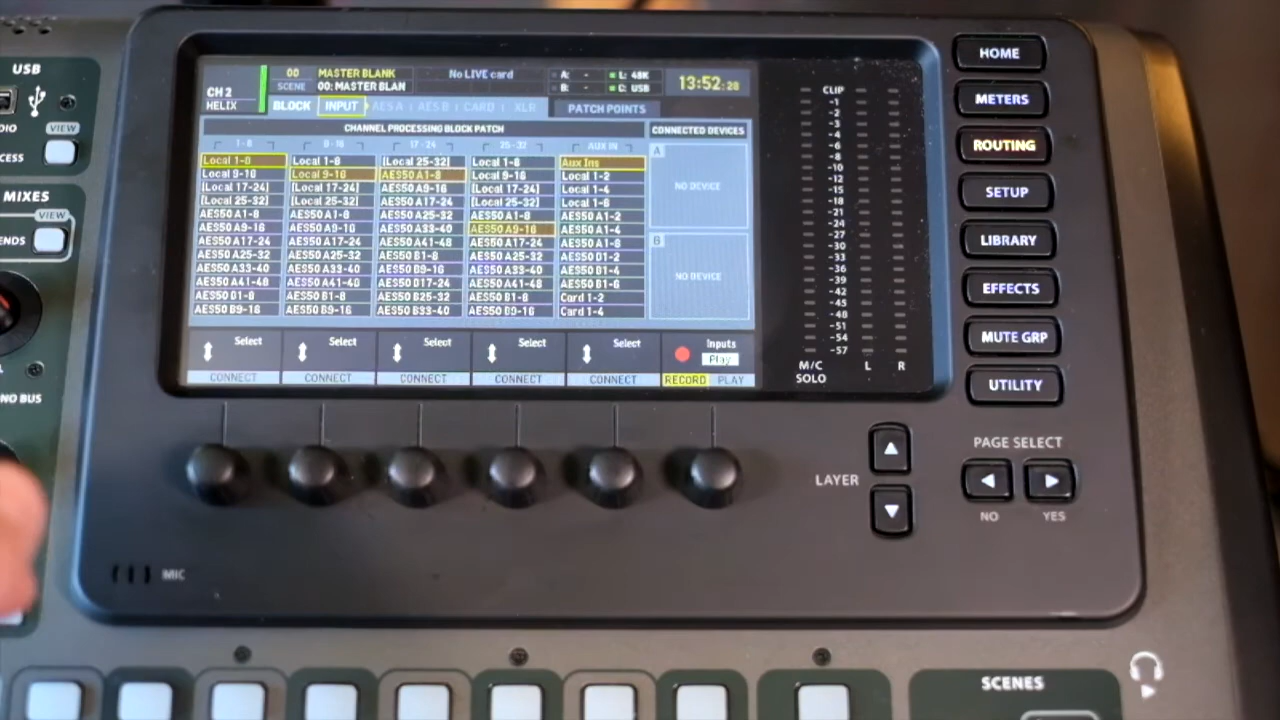 USB
VIEW
MIXES
VIEW
CH 2
HELIX
00 MASTER BLANK
SCENE 00: MASTER BLAN
No LIVE card
A: - L: 48K
B: - C: USB
13:52:28
BLOCK INPUT AES A AES B CARD XLR PATCH POINTS
CHANNEL PROCESSING BLOCK PATCH CONNECTED DEVICES
1-8 9-16 17-24 25-32 AUX IN
Local 1-8 Local 1-8 [Local 25-32] Local 1-8 Aux Ins
Local 9-16 Local 9-16 AES50 A1-8 Local 9-16 Local 1-2
[Local 17-24] [Local 17-24] AES50 A9-16 [Local 17-24] Local 1-4
[Local 25-32] [Local 25-32] AES50 A17-24 [Local 25-32] Local 1-6
AES50 A1-8 AES50 A1-8 AES50 A25-32 AES50 A1-8 AES50 A1-2
AES50 A9-16 AES50 A9-16 AES50 A33-40 AES50 A9-16 AES50 A1-4
AES50 A17-24 AES50 A17-24 AES50 A41-48 AES50 A17-24 AES50 A1-6
AES50 A25-32 AES50 A25-32 AES50 B1-8 AES50 A25-32 AES50 B1-2
AES50 A33-40 AES50 A33-40 AES50 B9-16 AES50 A33-40 AES50 B1-4
AES50 A41-48 AES50 A41-48 AES50 B17-24 AES50 A41-48 AES50 B1-6
AES50 B1-8 AES50 B1-8 AES50 B25-32 AES50 B1-8 Card 1-2
AES50 B9-16 AES50 B9-16 AES50 B33-40 AES50 B9-16 Card 1-4
A
NO DEVICE
B
NO DEVICE
Select Select Select Select Select Inputs
Play
CONNECT CONNECT CONNECT CONNECT CONNECT RECORD PLAY
CLIP
-1
-2
-3
-4
-6
-8
-10
-12
-15
-18
-21
-24
-27
-30
-33
-36
-39
-42
-45
-48
-51
-54
-57
M/C
SOLO
L R
HOME
METERS
ROUTING
SETUP
LIBRARY
EFFECTS
MUTE GRP
UTILITY
LAYER
PAGE SELECT
NO YES
MIC
SCENES